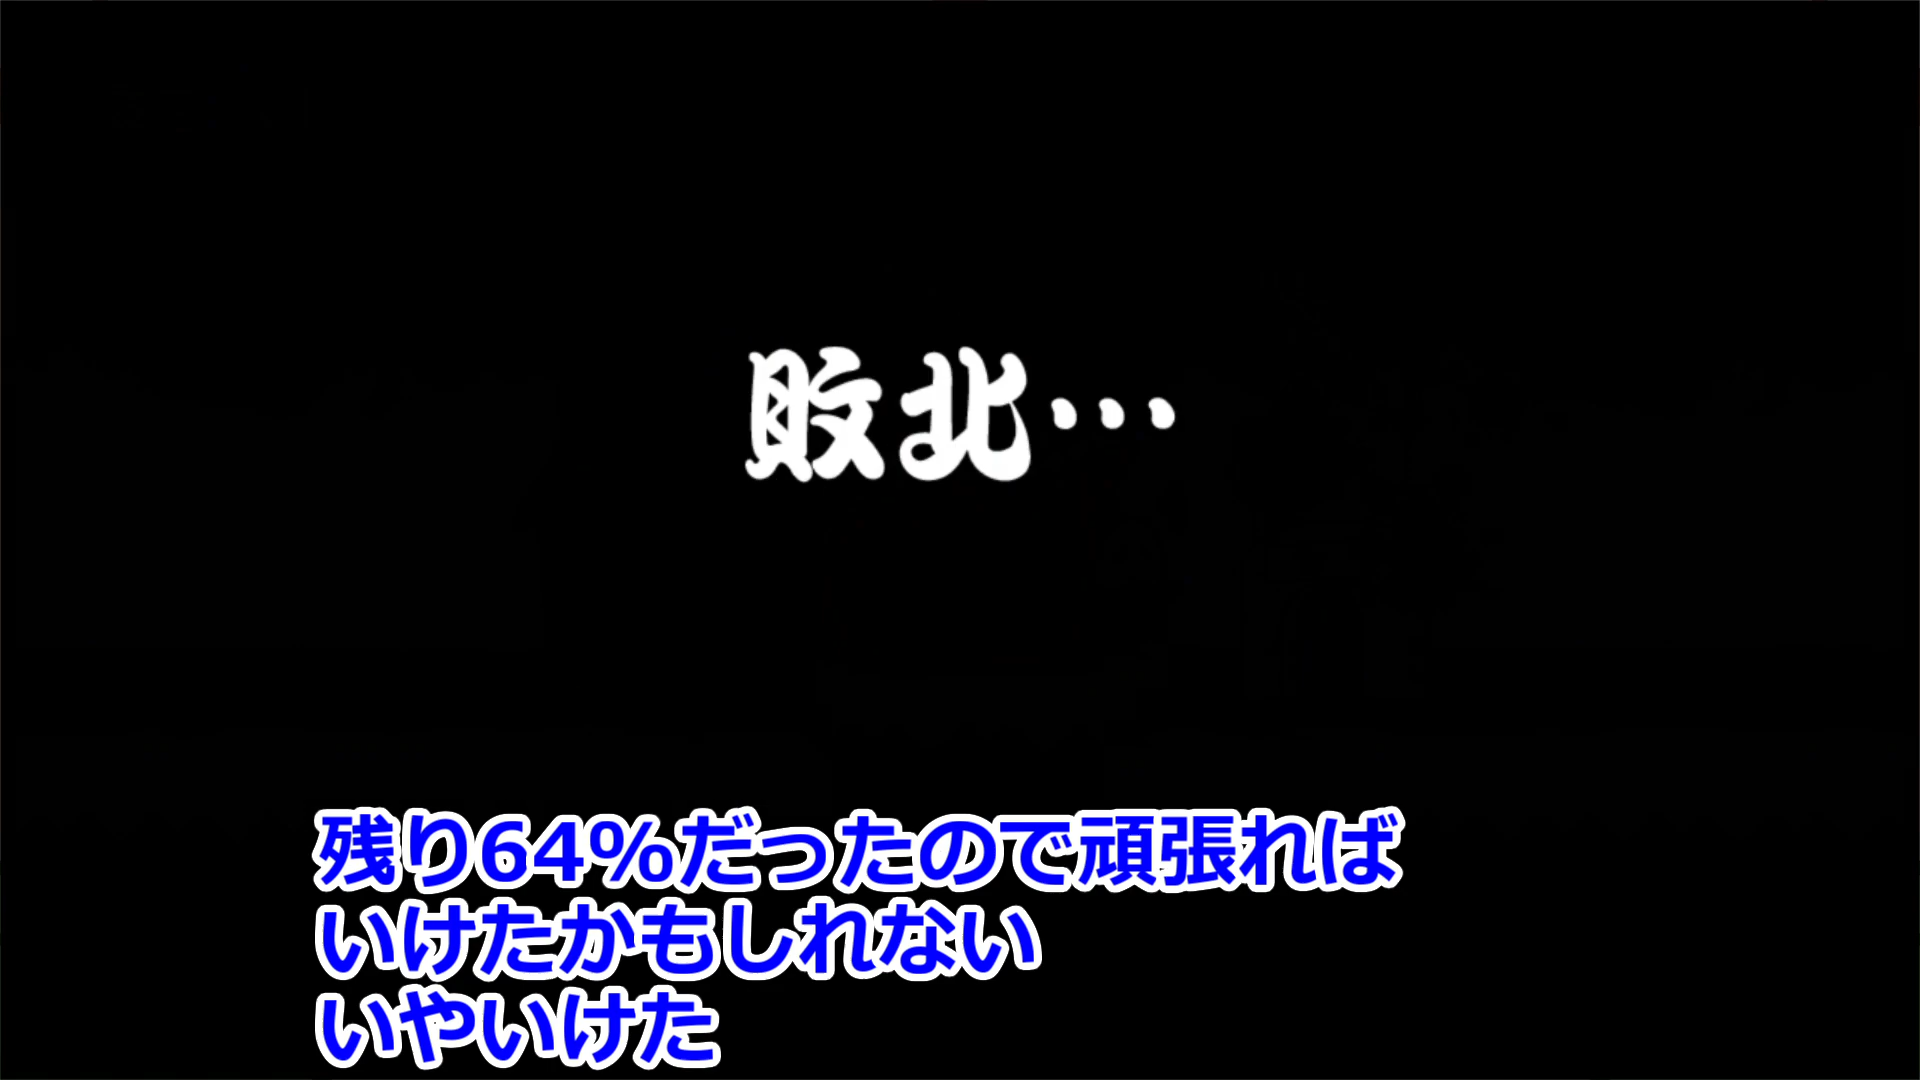 敗北…
残り64%だったので頑張れば
いけたかもしれない
いやいけた